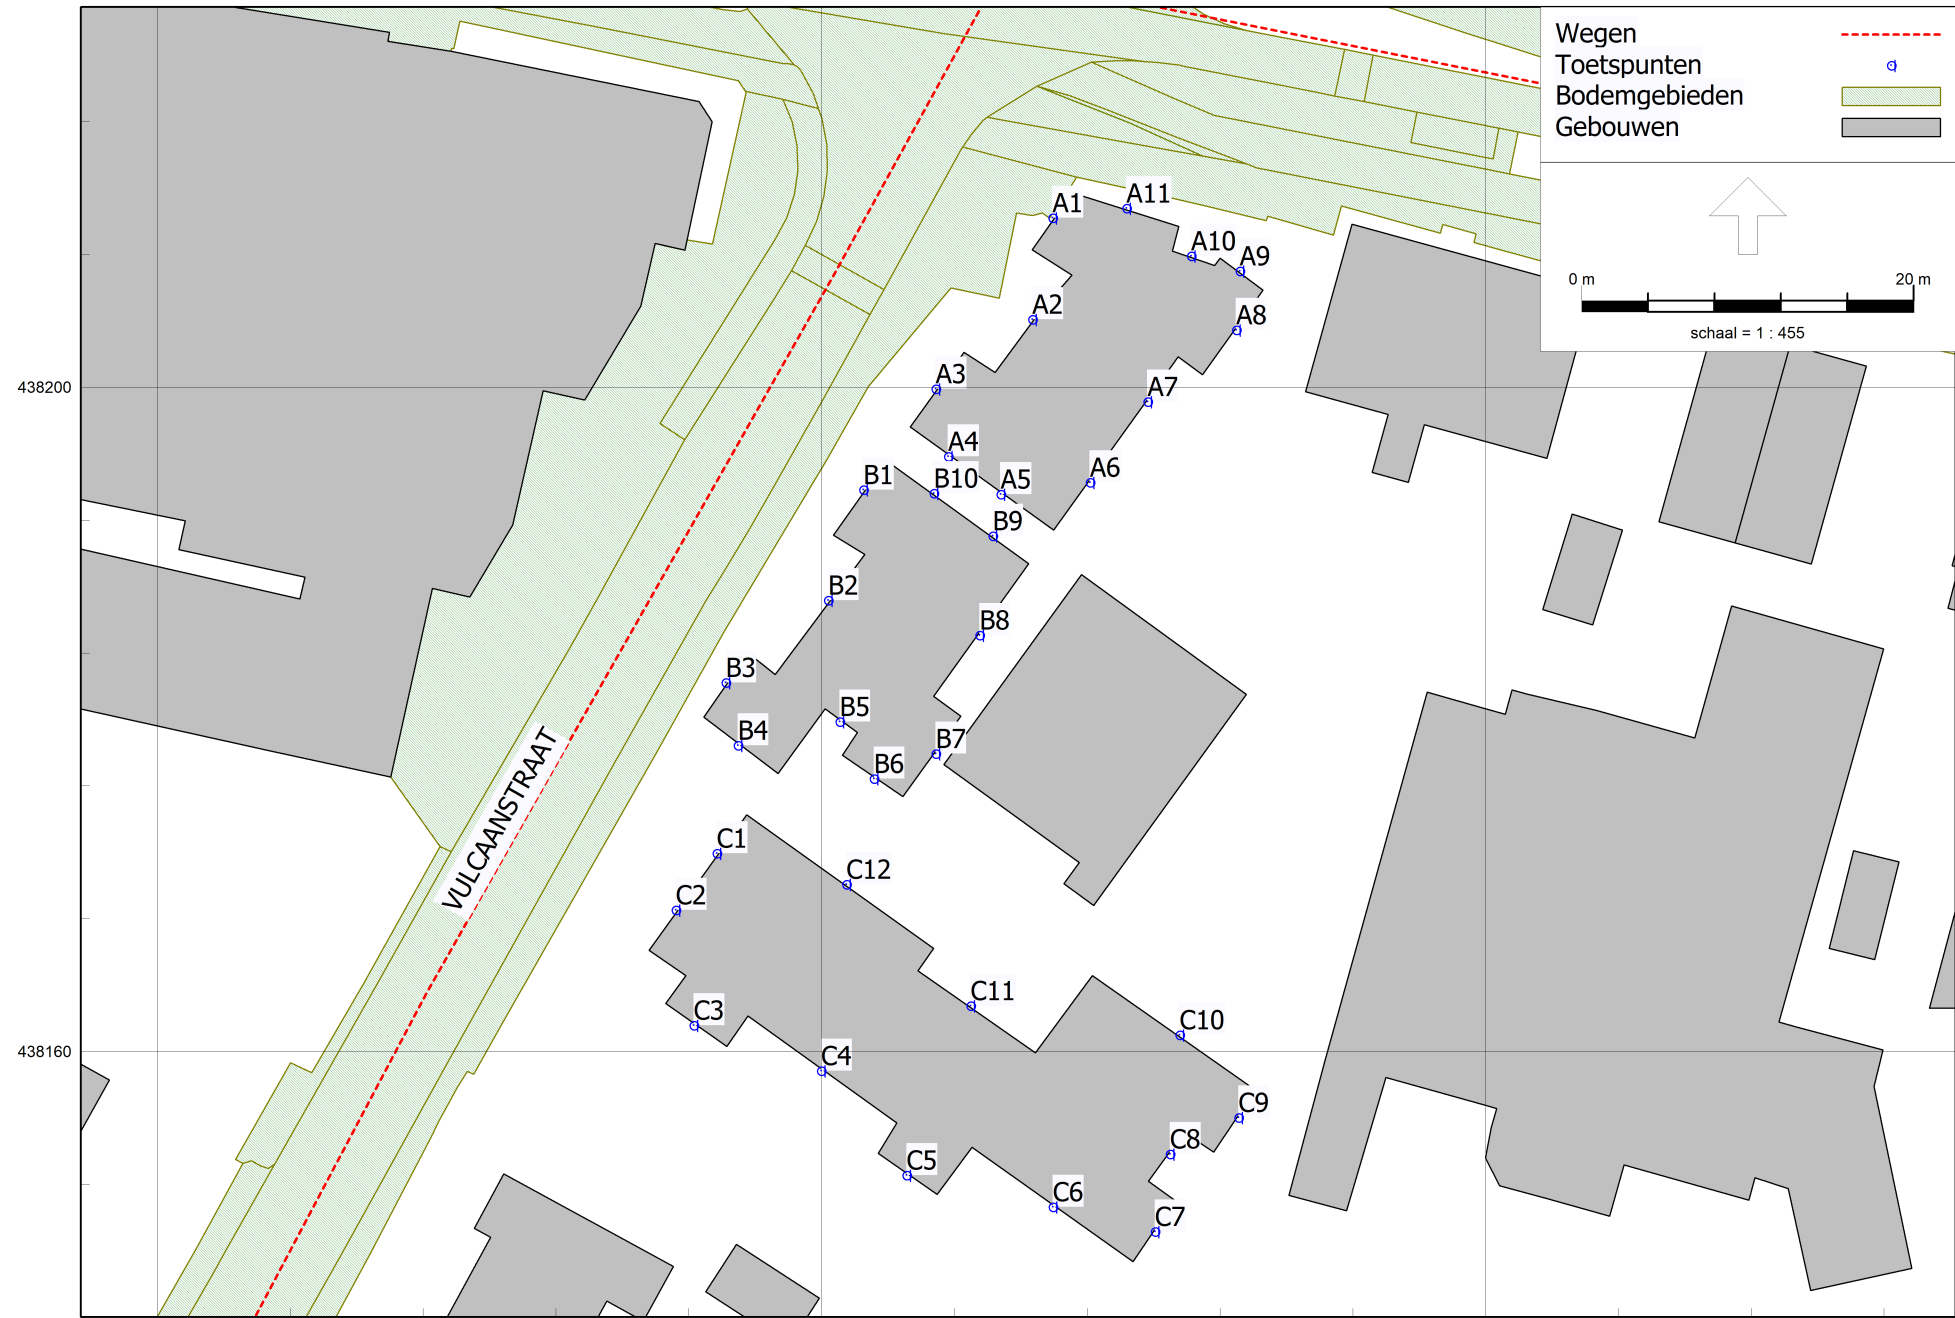 Wegen
Toetspunten
Bodemgebieden
Gebouwen
0 m 20 m
schaal = 1 : 455
A1 A11
A10 A9
A2 A8
438200 A3 A7
A4 A6
B1 B10 A5
B9
B2
B8
B3
B5
B4 B7
B6
VULCAANSTRAAT
C1
C12
C2
C11
C3 C10
438160 C4
C9
C8
C5
C6
C7